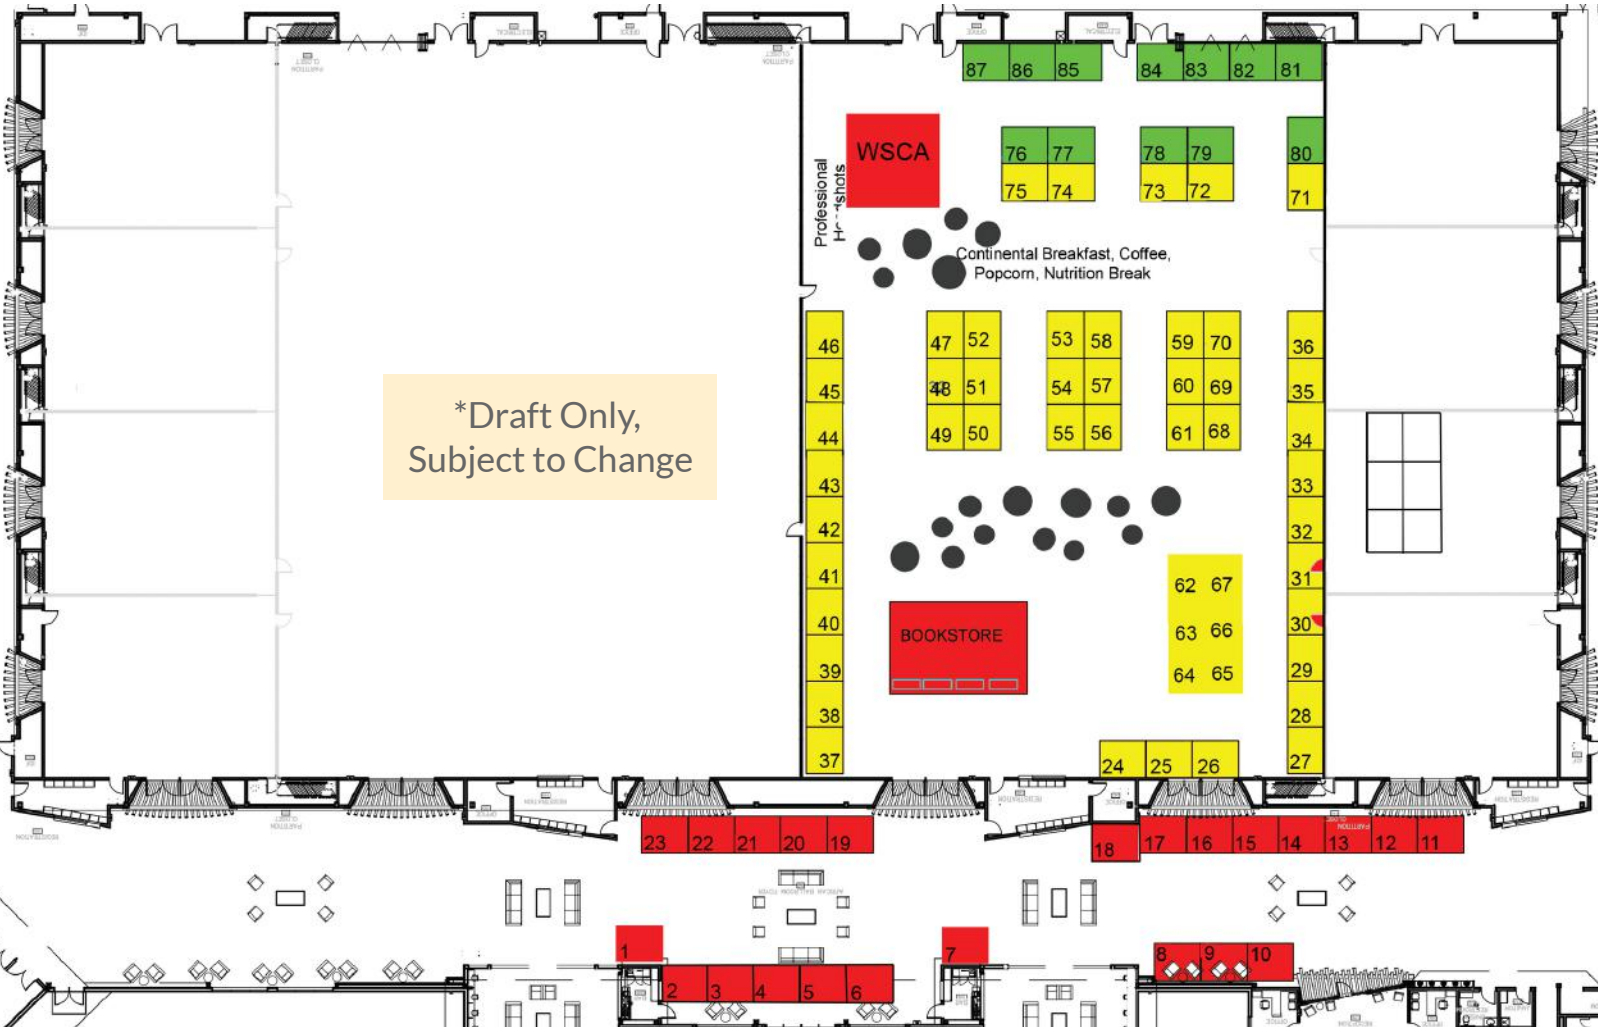 87 86 85 84 83 82 81
WSCA
76 77 78 79 80
75 74 73 72 71
Professional
Continental Breakfast, Coffee,
Popcorn, Nutrition Break
46 47 52 53 58 59 70 36
45 48 51 54 57 60 69 35
44 49 50 55 56 61 68 34
*Draft Only,
Subject to Change
43 33
42 32
41 62 67 31
40 BOOKSTORE 63 66 30
39 64 65 29
38 28
37 24 25 26 27
23 22 21 20 19 18 17 16 15 14 13 12 11
1 7 8 9 10
2 3 4 5 6